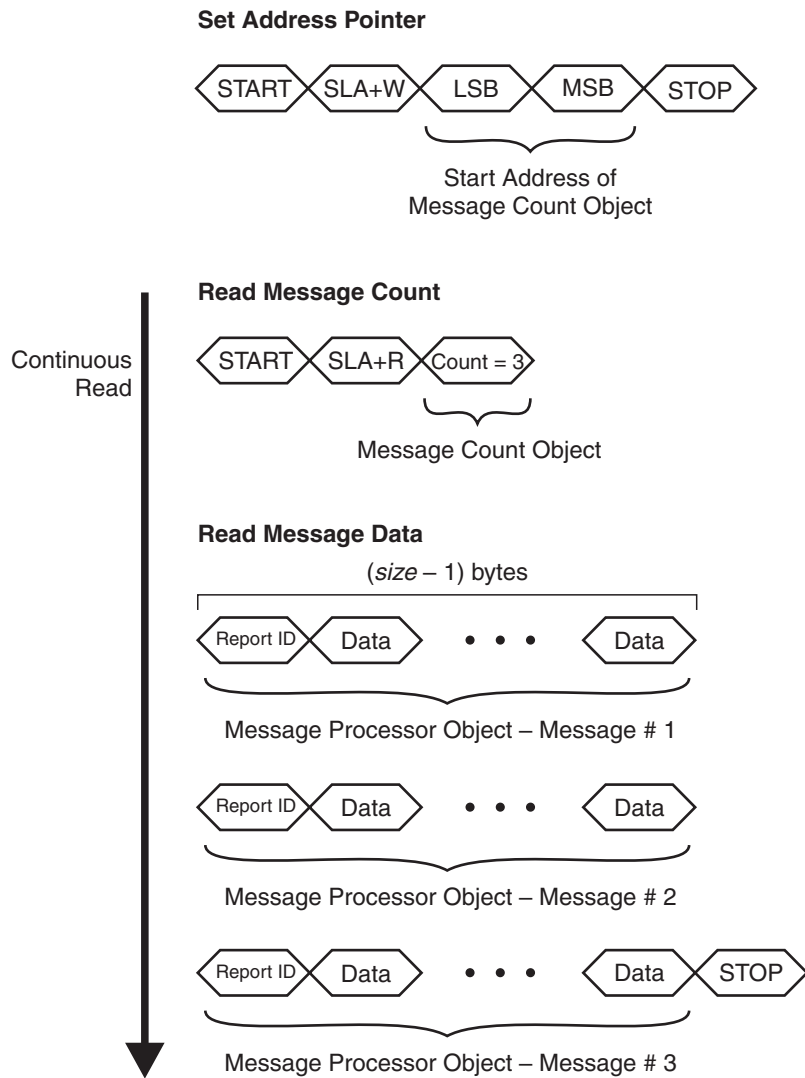 Set Address Pointer
START SLA+W LSB MSB STOP
Start Address of
Message Count Object
Read Message Count
Continuous
Read
START SLA+R Count = 3
Message Count Object
Read Message Data
(size – 1) bytes
Report ID Data • • • Data
Message Processor Object – Message # 1
Report ID Data • • • Data
Message Processor Object – Message # 2
Report ID Data • • • Data STOP
Message Processor Object – Message # 3